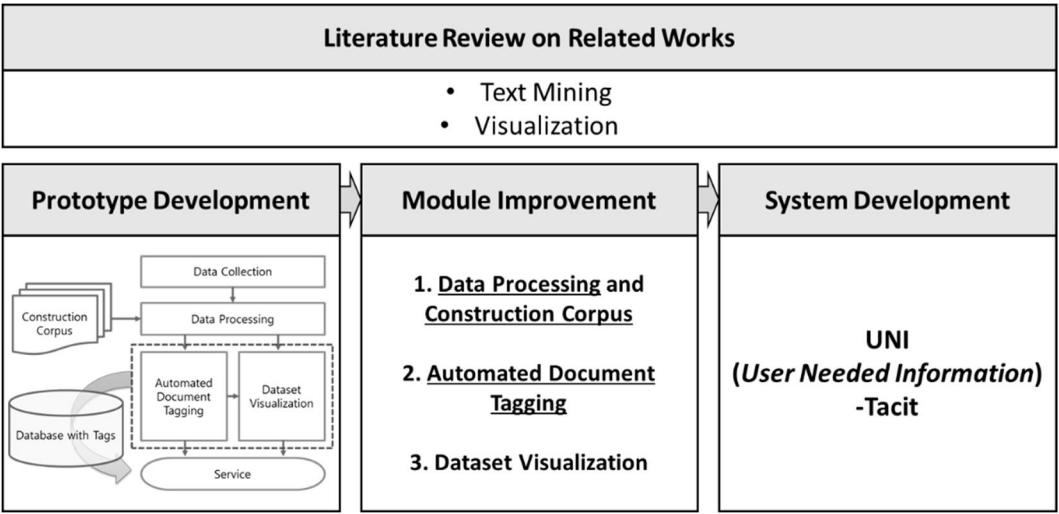 Literature Review on Related Works
• Text Mining
• Visualization
Prototype Development
Data Collection
Construction
Corpus
Data Processing
Automated
Document
Tagging
Dataset
Visualization
Database with Tags
Service
Module Improvement
1. Data Processing and
Construction Corpus
2. Automated Document
Tagging
3. Dataset Visualization
System Development
UNI
(User Needed Information)
-Tacit